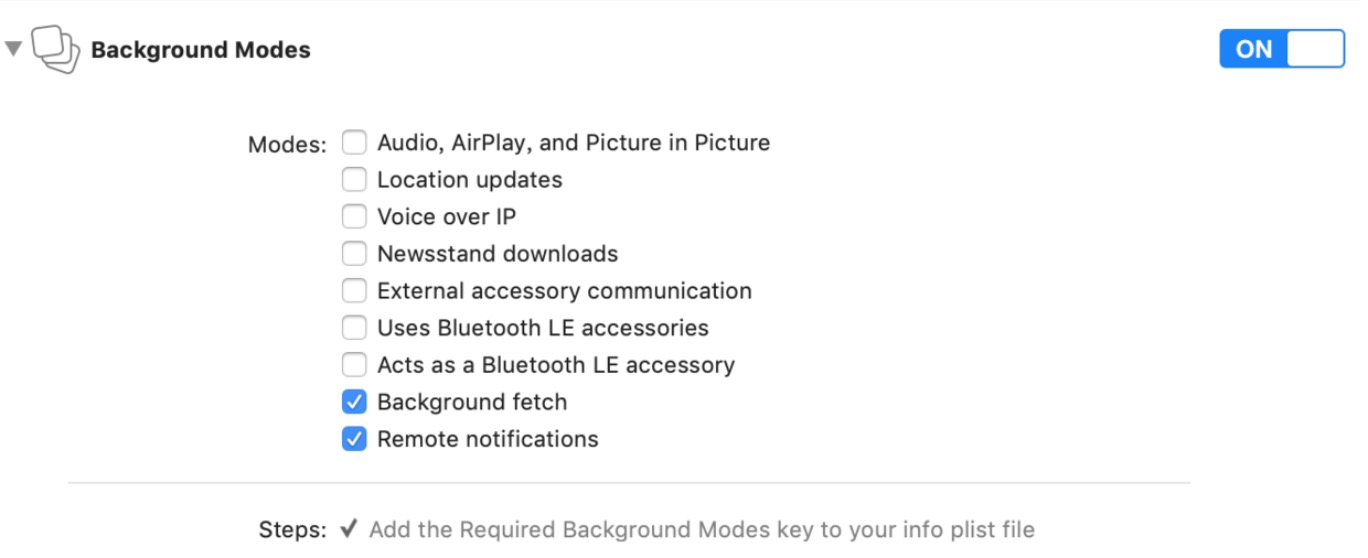 Background Modes
ON
Modes:
Audio, AirPlay, and Picture in Picture
Location updates
Voice over IP
Newsstand downloads
External accessory communication
Uses Bluetooth LE accessories
Acts as a Bluetooth LE accessory
Background fetch
Remote notifications
Steps: ✓ Add the Required Background Modes key to your info plist file